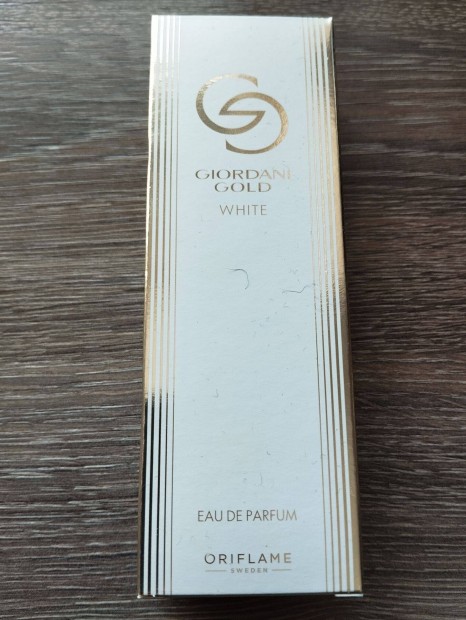 GIORDANI
GOLD
WHITE
EAU DE PARFUM
ORIFLAME
SWEDEN